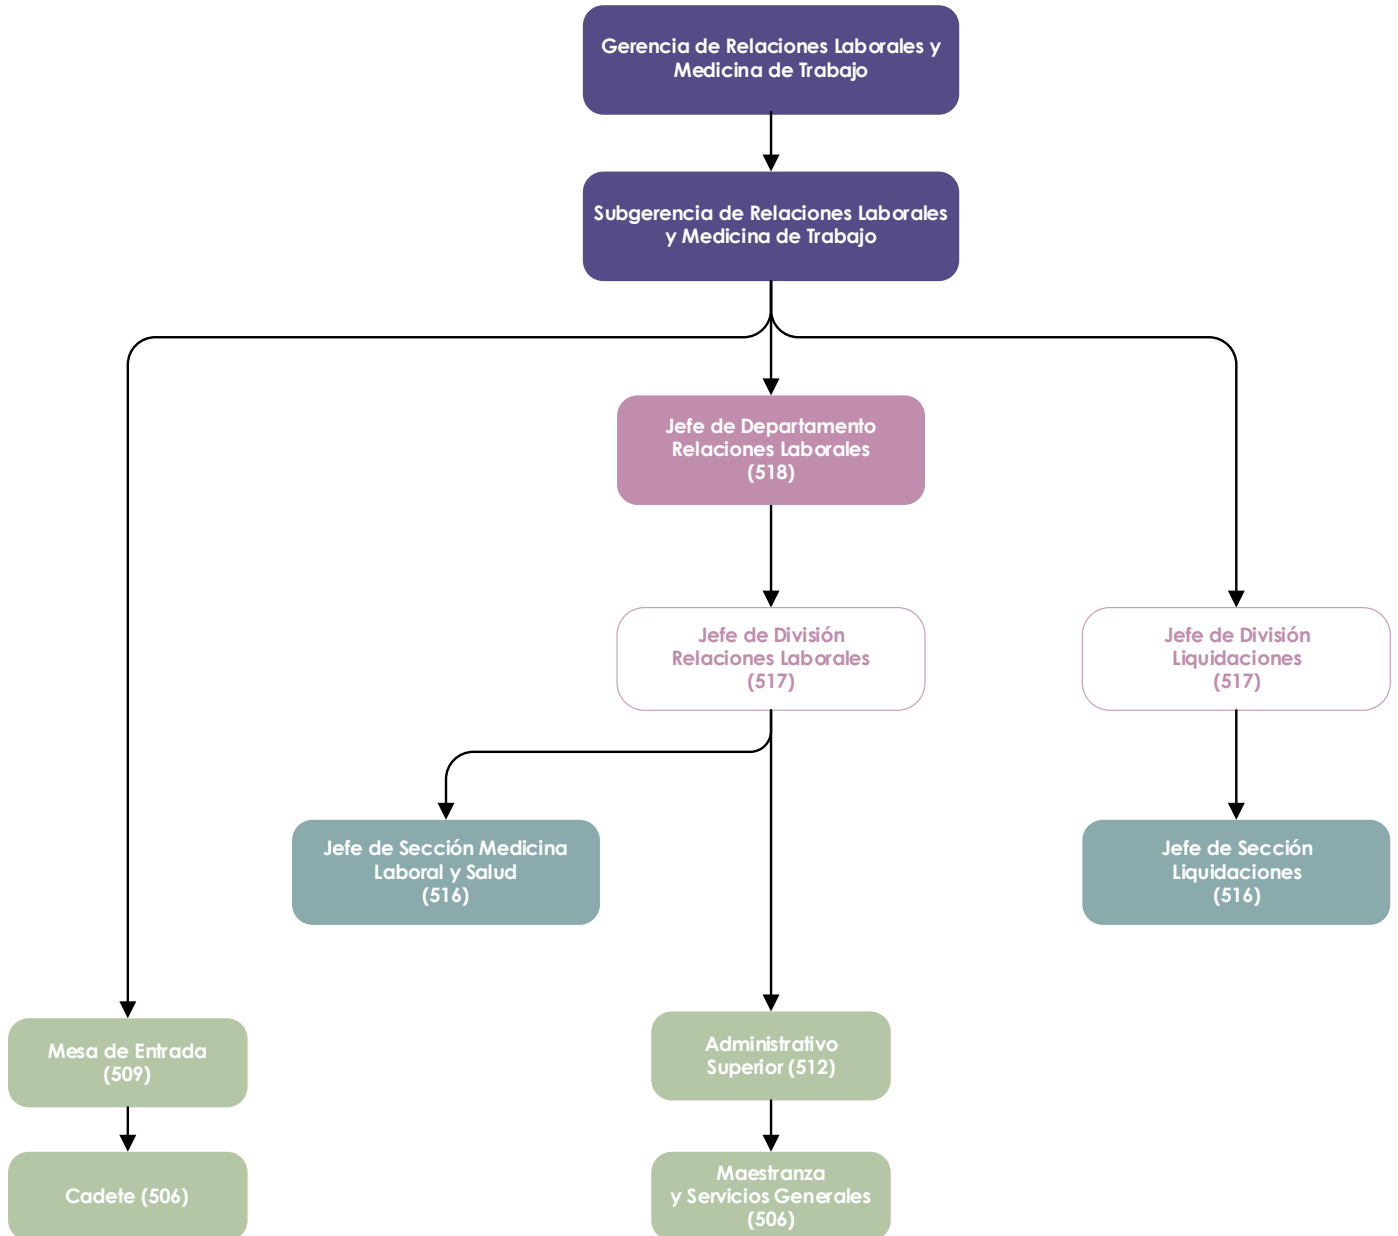 Gerencia de Relaciones Laborales y
Medicina de Trabajo
Subgerencia de Relaciones Laborales
y Medicina de Trabajo
Jefe de Departamento
Relaciones Laborales
(518)
Jefe de División
Relaciones Laborales
(517)
Jefe de División
Liquidaciones
(517)
Jefe de Sección Medicina
Laboral y Salud
(516)
Jefe de Sección
Liquidaciones
(516)
Mesa de Entrada
(509)
Administrativo
Superior (512)
Cadete (506)
Maestranza
y Servicios Generales
(506)